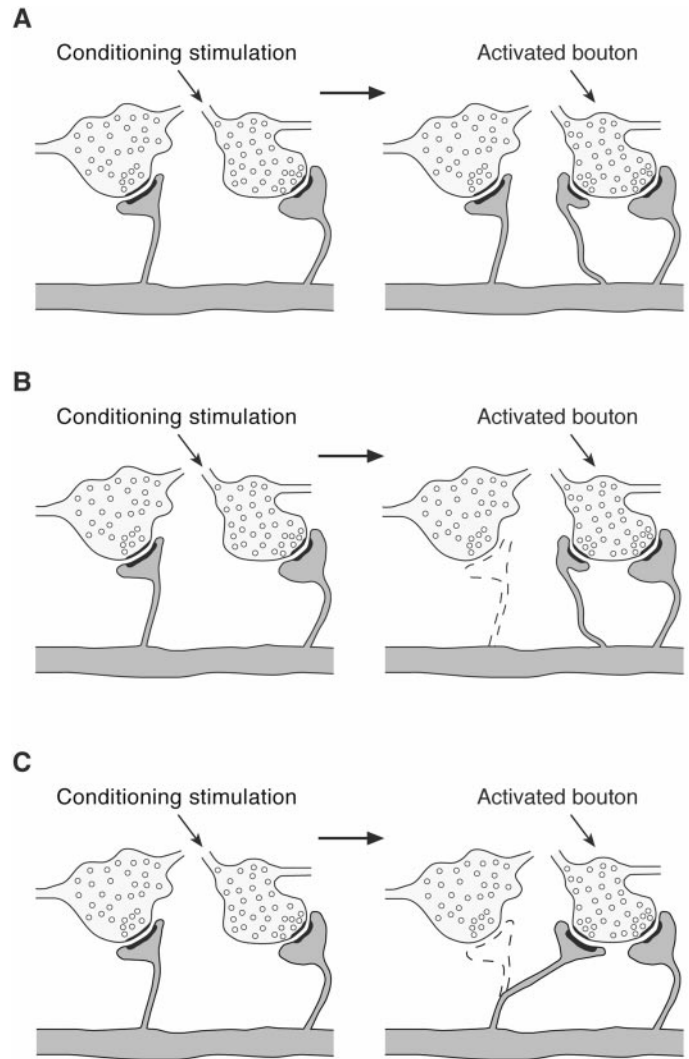 A
Conditioning stimulation
Activated bouton
B
Conditioning stimulation
Activated bouton
C
Conditioning stimulation
Activated bouton